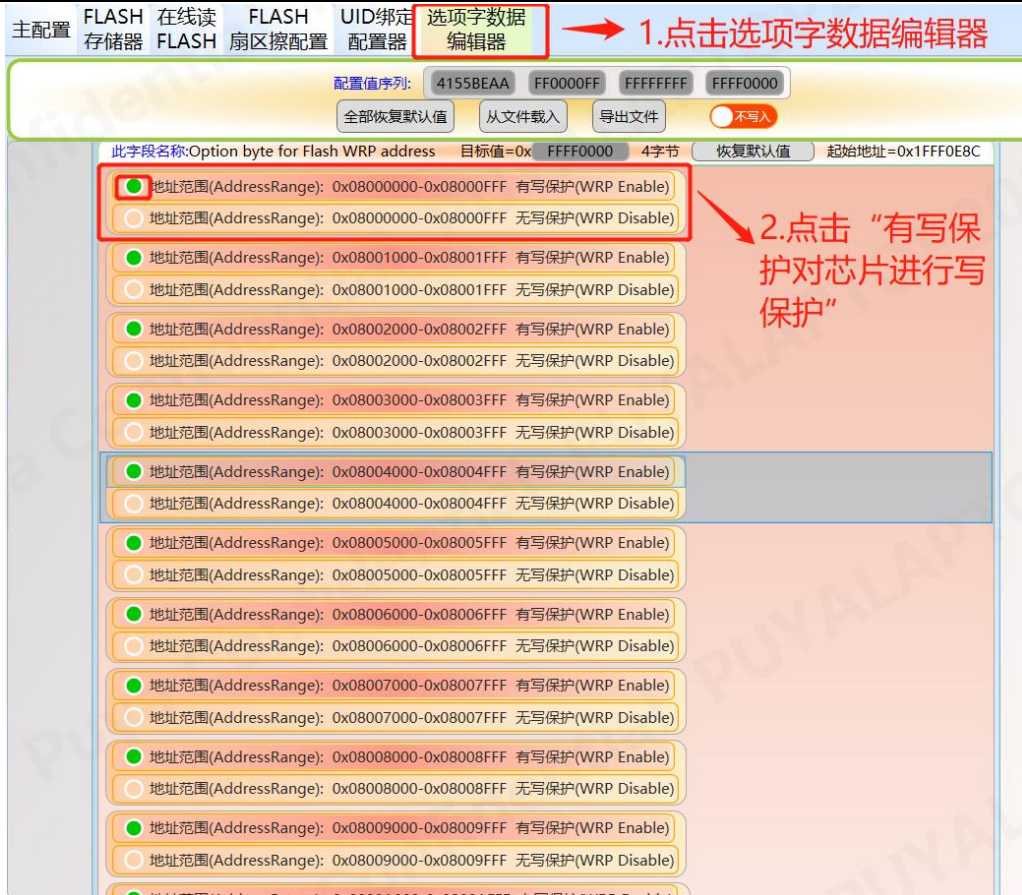 主配置 FLASH存储器 在线读FLASH FLASH扇区擦配置 UID绑定配置器 选项字数据编辑器
1.点击选项字数据编辑器
配置值序列: 4155BEAA FF0000FF FFFFFFFF FFFF0000
全部恢复默认值 从文件载入 导出文件 不写入
此字段名称:Option byte for Flash WRP address 目标值=0x FFFF0000 4字节 恢复默认值 起始地址=0x1FFF0E8C
地址范围(AddressRange): 0x08000000-0x08000FFF 有写保护(WRP Enable)
地址范围(AddressRange): 0x08000000-0x08000FFF 无写保护(WRP Disable)
2.点击“有写保
护对芯片进行写
保护”
地址范围(AddressRange): 0x08001000-0x08001FFF 有写保护(WRP Enable)
地址范围(AddressRange): 0x08001000-0x08001FFF 无写保护(WRP Disable)
地址范围(AddressRange): 0x08002000-0x08002FFF 有写保护(WRP Enable)
地址范围(AddressRange): 0x08002000-0x08002FFF 无写保护(WRP Disable)
地址范围(AddressRange): 0x08003000-0x08003FFF 有写保护(WRP Enable)
地址范围(AddressRange): 0x08003000-0x08003FFF 无写保护(WRP Disable)
地址范围(AddressRange): 0x08004000-0x08004FFF 有写保护(WRP Enable)
地址范围(AddressRange): 0x08004000-0x08004FFF 无写保护(WRP Disable)
地址范围(AddressRange): 0x08005000-0x08005FFF 有写保护(WRP Enable)
地址范围(AddressRange): 0x08005000-0x08005FFF 无写保护(WRP Disable)
地址范围(AddressRange): 0x08006000-0x08006FFF 有写保护(WRP Enable)
地址范围(AddressRange): 0x08006000-0x08006FFF 无写保护(WRP Disable)
地址范围(AddressRange): 0x08007000-0x08007FFF 有写保护(WRP Enable)
地址范围(AddressRange): 0x08007000-0x08007FFF 无写保护(WRP Disable)
地址范围(AddressRange): 0x08008000-0x08008FFF 有写保护(WRP Enable)
地址范围(AddressRange): 0x08008000-0x08008FFF 无写保护(WRP Disable)
地址范围(AddressRange): 0x08009000-0x08009FFF 有写保护(WRP Enable)
地址范围(AddressRange): 0x08009000-0x08009FFF 无写保护(WRP Disable)